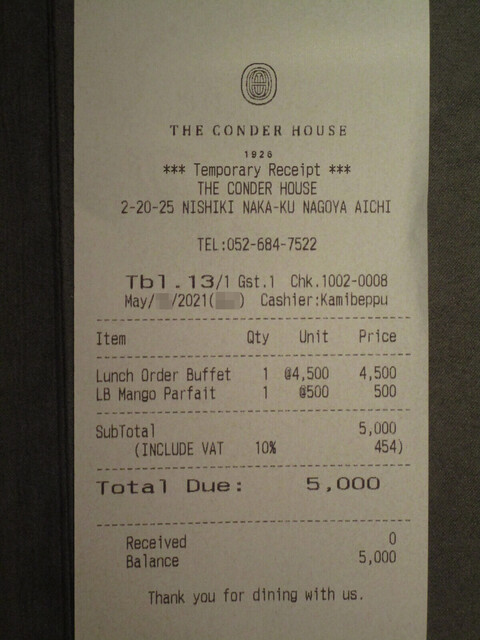 THE CONDER HOUSE
1926
*** Temporary Receipt ***
THE CONDER HOUSE
2-20-25 NISHIKI NAKA-KU NAGOYA AICHI
TEL:052-684-7522
Tbl.13/1 Gst.1 Chk.1002-0008
May/ /2021( ) Cashier:Kamibeppu
Item Qty Unit Price
Lunch Order Buffet 1 @4,500 4,500
LB Mango Parfait 1 @500 500
SubTotal 5,000
(INCLUDE VAT 10% 454)
Total Due: 5,000
Received 0
Balance 5,000
Thank you for dining with us.